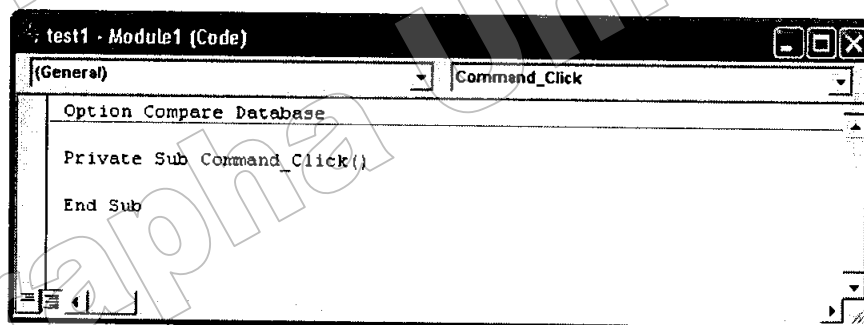 test1 - Module1 (Code)
(General) Command_Click
Option Compare Database
Private Sub Command_Click()
End Sub